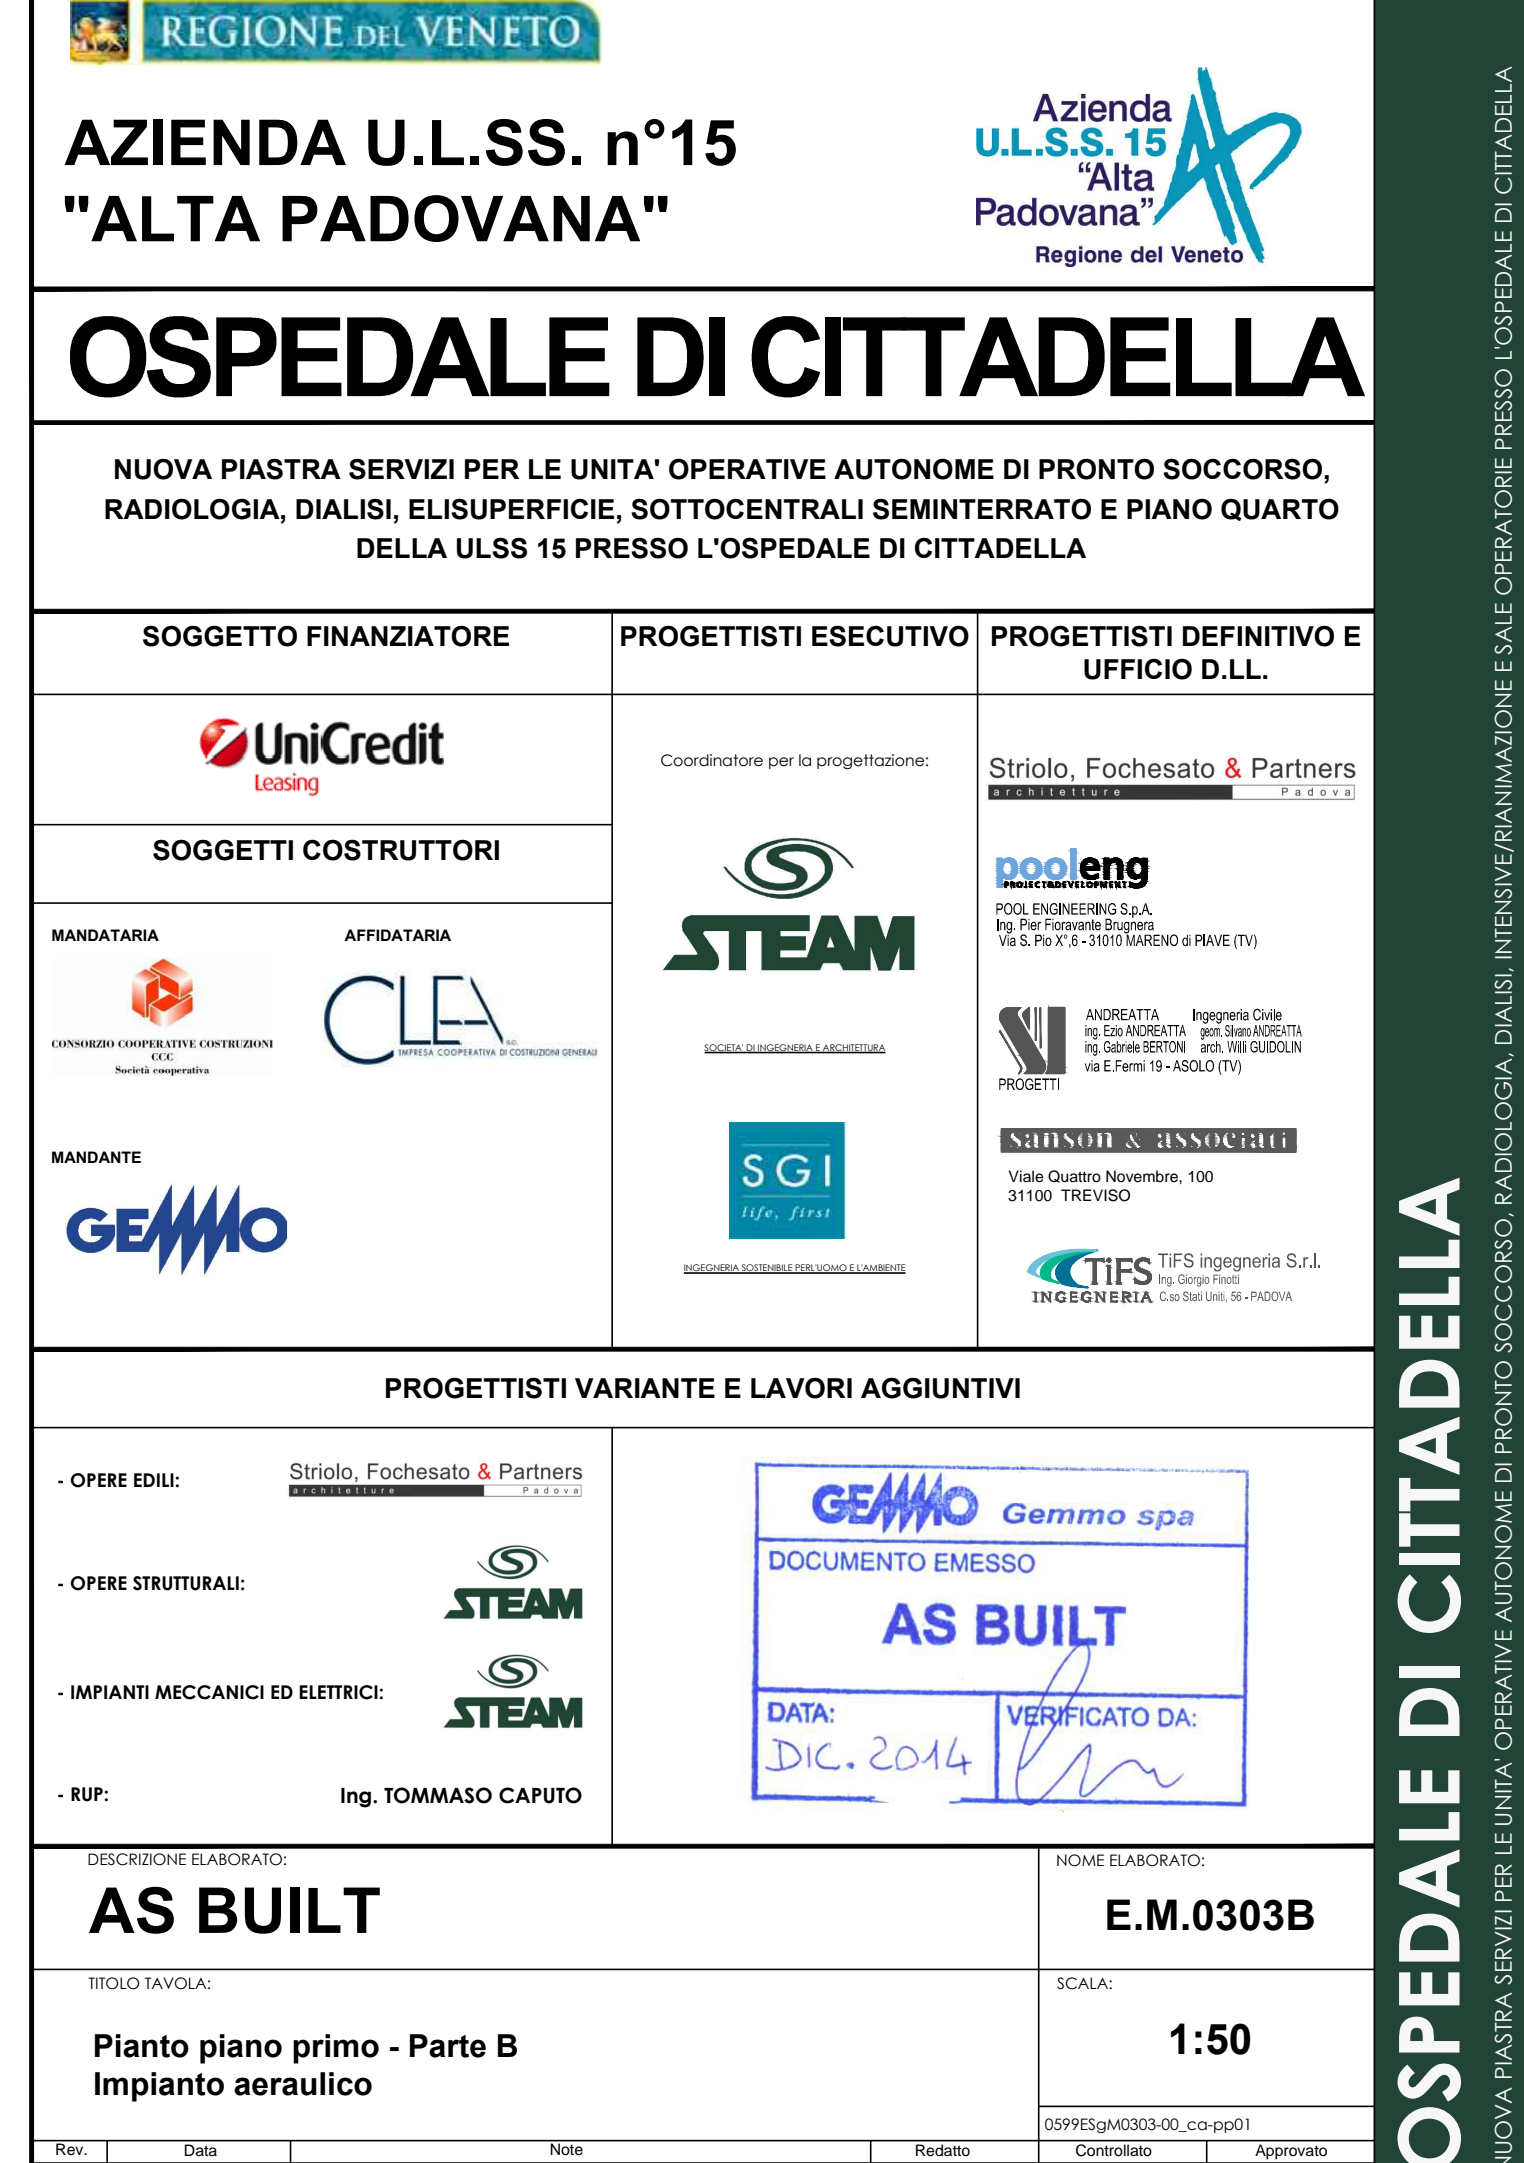 REGIONE DEL VENETO
AZIENDA U.L.SS. n°15
"ALTA PADOVANA"
Azienda
U.L.S.S. 15
“Alta
Padovana”
Regione del Veneto
OSPEDALE DI CITTADELLA
NUOVA PIASTRA SERVIZI PER LE UNITA' OPERATIVE AUTONOME DI PRONTO SOCCORSO,
RADIOLOGIA, DIALISI, ELISUPERFICIE, SOTTOCENTRALI SEMINTERRATO E PIANO QUARTO
DELLA ULSS 15 PRESSO L'OSPEDALE DI CITTADELLA
SOGGETTO FINANZIATORE
UniCredit
Leasing
SOGGETTI COSTRUTTORI
MANDATARIA
CONSORZIO COOPERATIVE COSTRUZIONI
CCC
Società cooperativa
AFFIDATARIA
CLEA s.c.
IMPRESA COOPERATIVA DI COSTRUZIONI GENERALI
MANDANTE
GEMMO
PROGETTISTI ESECUTIVO
Coordinatore per la progettazione:
STEAM
SOCIETA' DI INGEGNERIA E ARCHITETTURA
SGI
life, first
INGEGNERIA SOSTENIBILE PERL'UOMO E L'AMBIENTE
PROGETTISTI DEFINITIVO E
UFFICIO D.LL.
Striolo, Fochesato & Partners
architetture Padova
pooleng
PROJECT&DEVELOPMENT
POOL ENGINEERING S.p.A.
Ing. Pier Fioravante Brugnera
Via S. Pio X°,6 - 31010 MARENO di PIAVE (TV)
PROGETTI
ANDREATTA Ingegneria Civile
ing. Ezio ANDREATTA geom. Silvano ANDREATTA
ing. Gabriele BERTONI arch. Willi GUIDOLIN
via E.Fermi 19 - ASOLO (TV)
sanson & associati
Viale Quattro Novembre, 100
31100 TREVISO
TiFS
INGEGNERIA
TiFS ingegneria S.r.l.
Ing. Giorgio Finotti
C.so Stati Uniti, 56 - PADOVA
PROGETTISTI VARIANTE E LAVORI AGGIUNTIVI
- OPERE EDILI:
Striolo, Fochesato & Partners
architetture Padova
- OPERE STRUTTURALI:
STEAM
- IMPIANTI MECCANICI ED ELETTRICI:
STEAM
- RUP: Ing. TOMMASO CAPUTO
GEMMO Gemmo spa
DOCUMENTO EMESSO
AS BUILT
DATA:
DIC. 2014
VERIFICATO DA:
DESCRIZIONE ELABORATO:
AS BUILT
NOME ELABORATO:
E.M.0303B
TITOLO TAVOLA:
Pianto piano primo - Parte B
Impianto aeraulico
SCALA:
1:50
0599ESgM0303-00_ca-pp01
Rev. Data Note Redatto Controllato Approvato
OSPEDALE DI CITTADELLA
NUOVA PIASTRA SERVIZI PER LE UNITA' OPERATIVE AUTONOME DI PRONTO SOCCORSO, RADIOLOGIA, DIALISI, INTENSIVE/RIANIMAZIONE E SALE OPERATORIE PRESSO L'OSPEDALE DI CITTADELLA